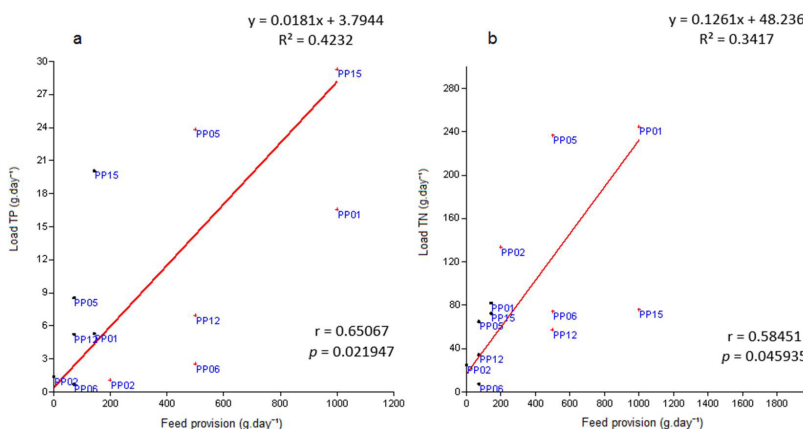 a
y = 0.0181x + 3.7944
R² = 0.4232
30
27
24
21
18
15
12
9
6
3
0
Load TP (g.day⁻¹)
PP15
PP05
PP15
PP01
PP05
PP12
PP12
PP01
PP06
PP02
PP06
PP02
r = 0.65067
p = 0.021947
0 200 400 600 800 1000 1200
Feed provision (g.day⁻¹)
b
y = 0.1261x + 48.236
R² = 0.3417
280
240
200
160
120
80
40
0
Load TN (g.day⁻¹)
PP01
PP05
PP02
PP01
PP15
PP06
PP15
PP05
PP12
PP12
PP02
PP06
r = 0.58451
p = 0.045935
0 200 400 600 800 1000 1200 1400 1600 1800
Feed provision (g.day⁻¹)